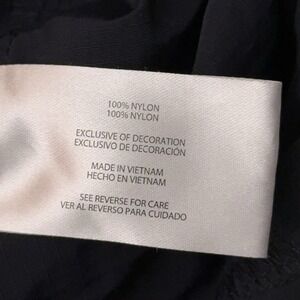 100% NYLON
100% NYLON
EXCLUSIVE OF DECORATION
EXCLUSIVO DE DECORACIÓN
MADE IN VIETNAM
HECHO EN VIETNAM
SEE REVERSE FOR CARE
VER AL REVERSO PARA CUIDADO